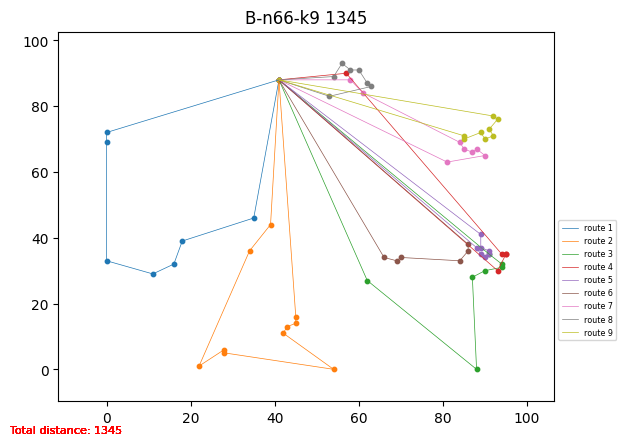 B-n66-k9 1345
100
80
60
40
20
0
0 20 40 60 80 100
route 1
route 2
route 3
route 4
route 5
route 6
route 7
route 8
route 9
Total distance: 1345